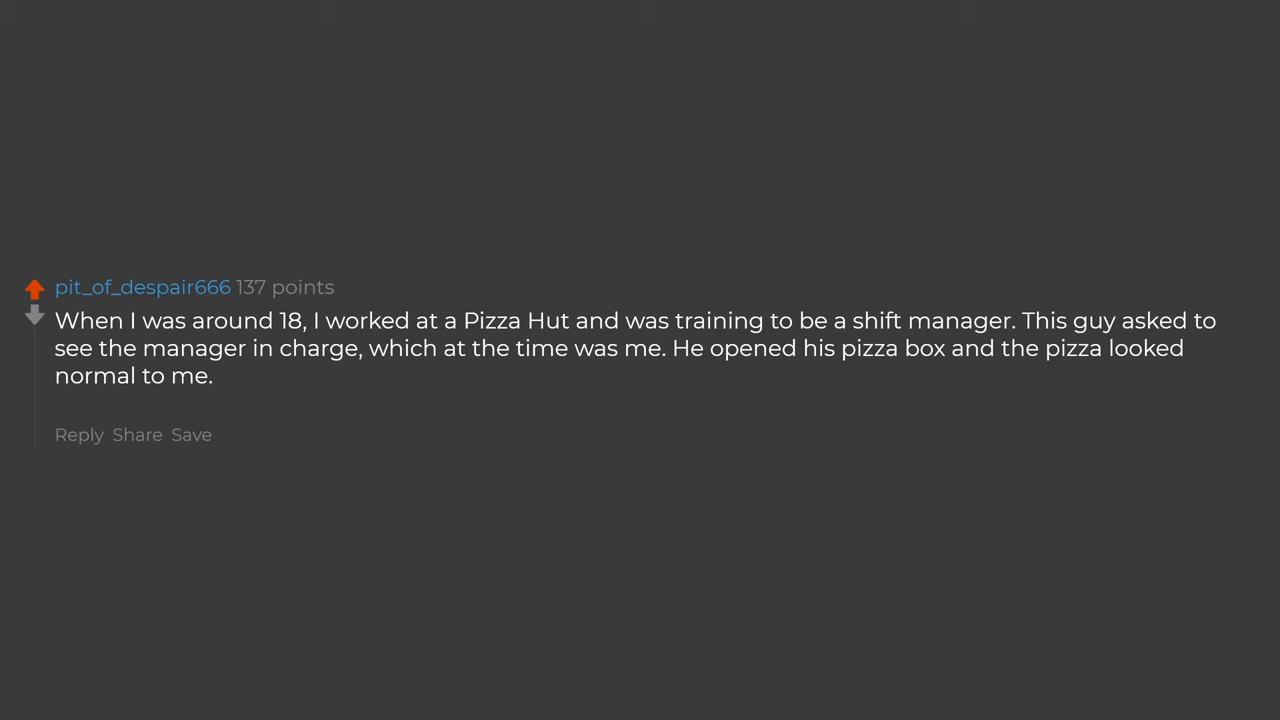 pit_of_despair666 137 points
When I was around 18, I worked at a Pizza Hut and was training to be a shift manager. This guy asked to
see the manager in charge, which at the time was me. He opened his pizza box and the pizza looked
normal to me.
Reply Share Save